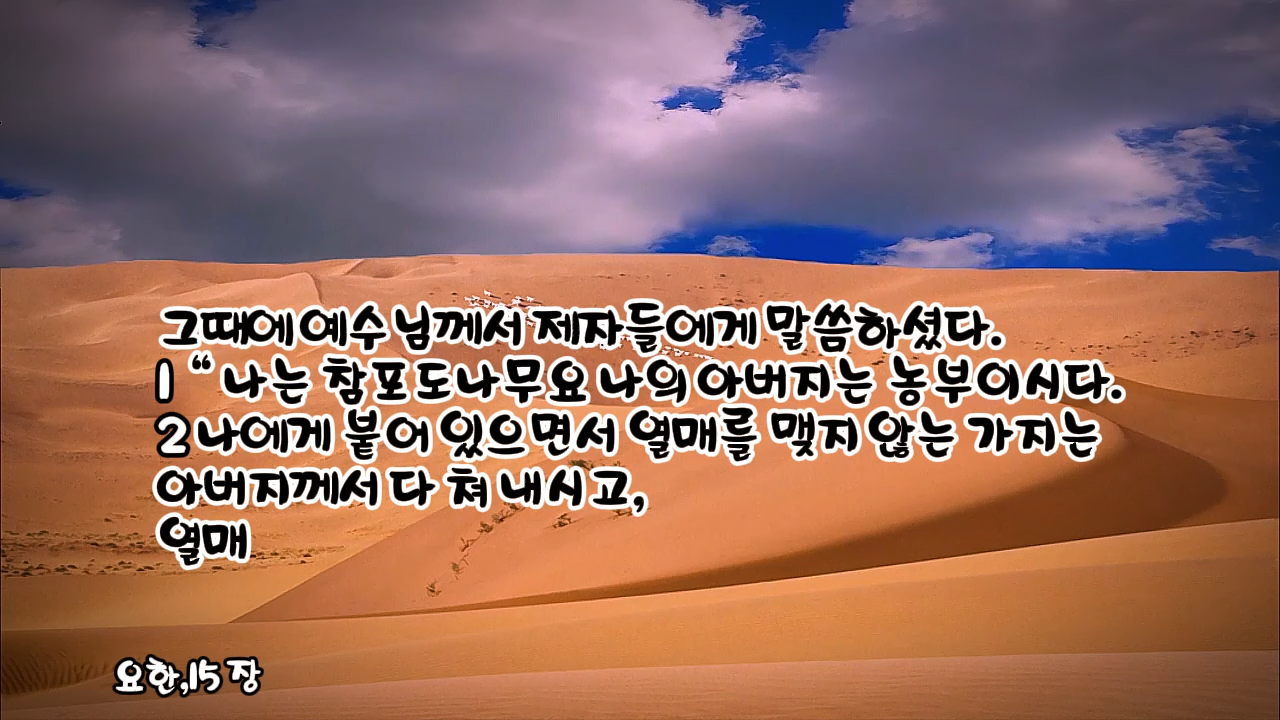 그때에 예수님께서 제자들에게 말씀하셨다.
1 “ 나는 참포도나무요 나의 아버지는 농부이시다.
2 나에게 붙어 있으면서 열매를 맺지 않는 가지는
아버지께서 다 쳐 내시고,
열매
요한,15장